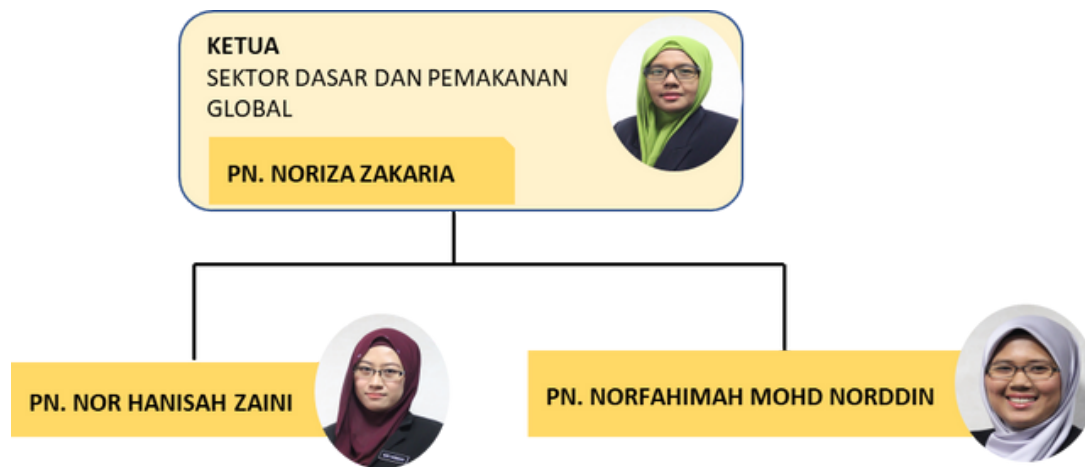 KETUA
SEKTOR DASAR DAN PEMAKANAN
GLOBAL
PN. NORIZA ZAKARIA
PN. NOR HANISAH ZAINI
PN. NORFAHIMAH MOHD NORDDIN